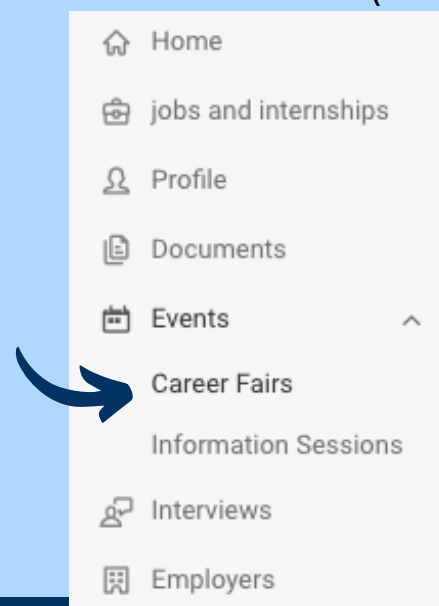 Home
jobs and internships
Profile
Documents
Events
Career Fairs
Information Sessions
Interviews
Employers